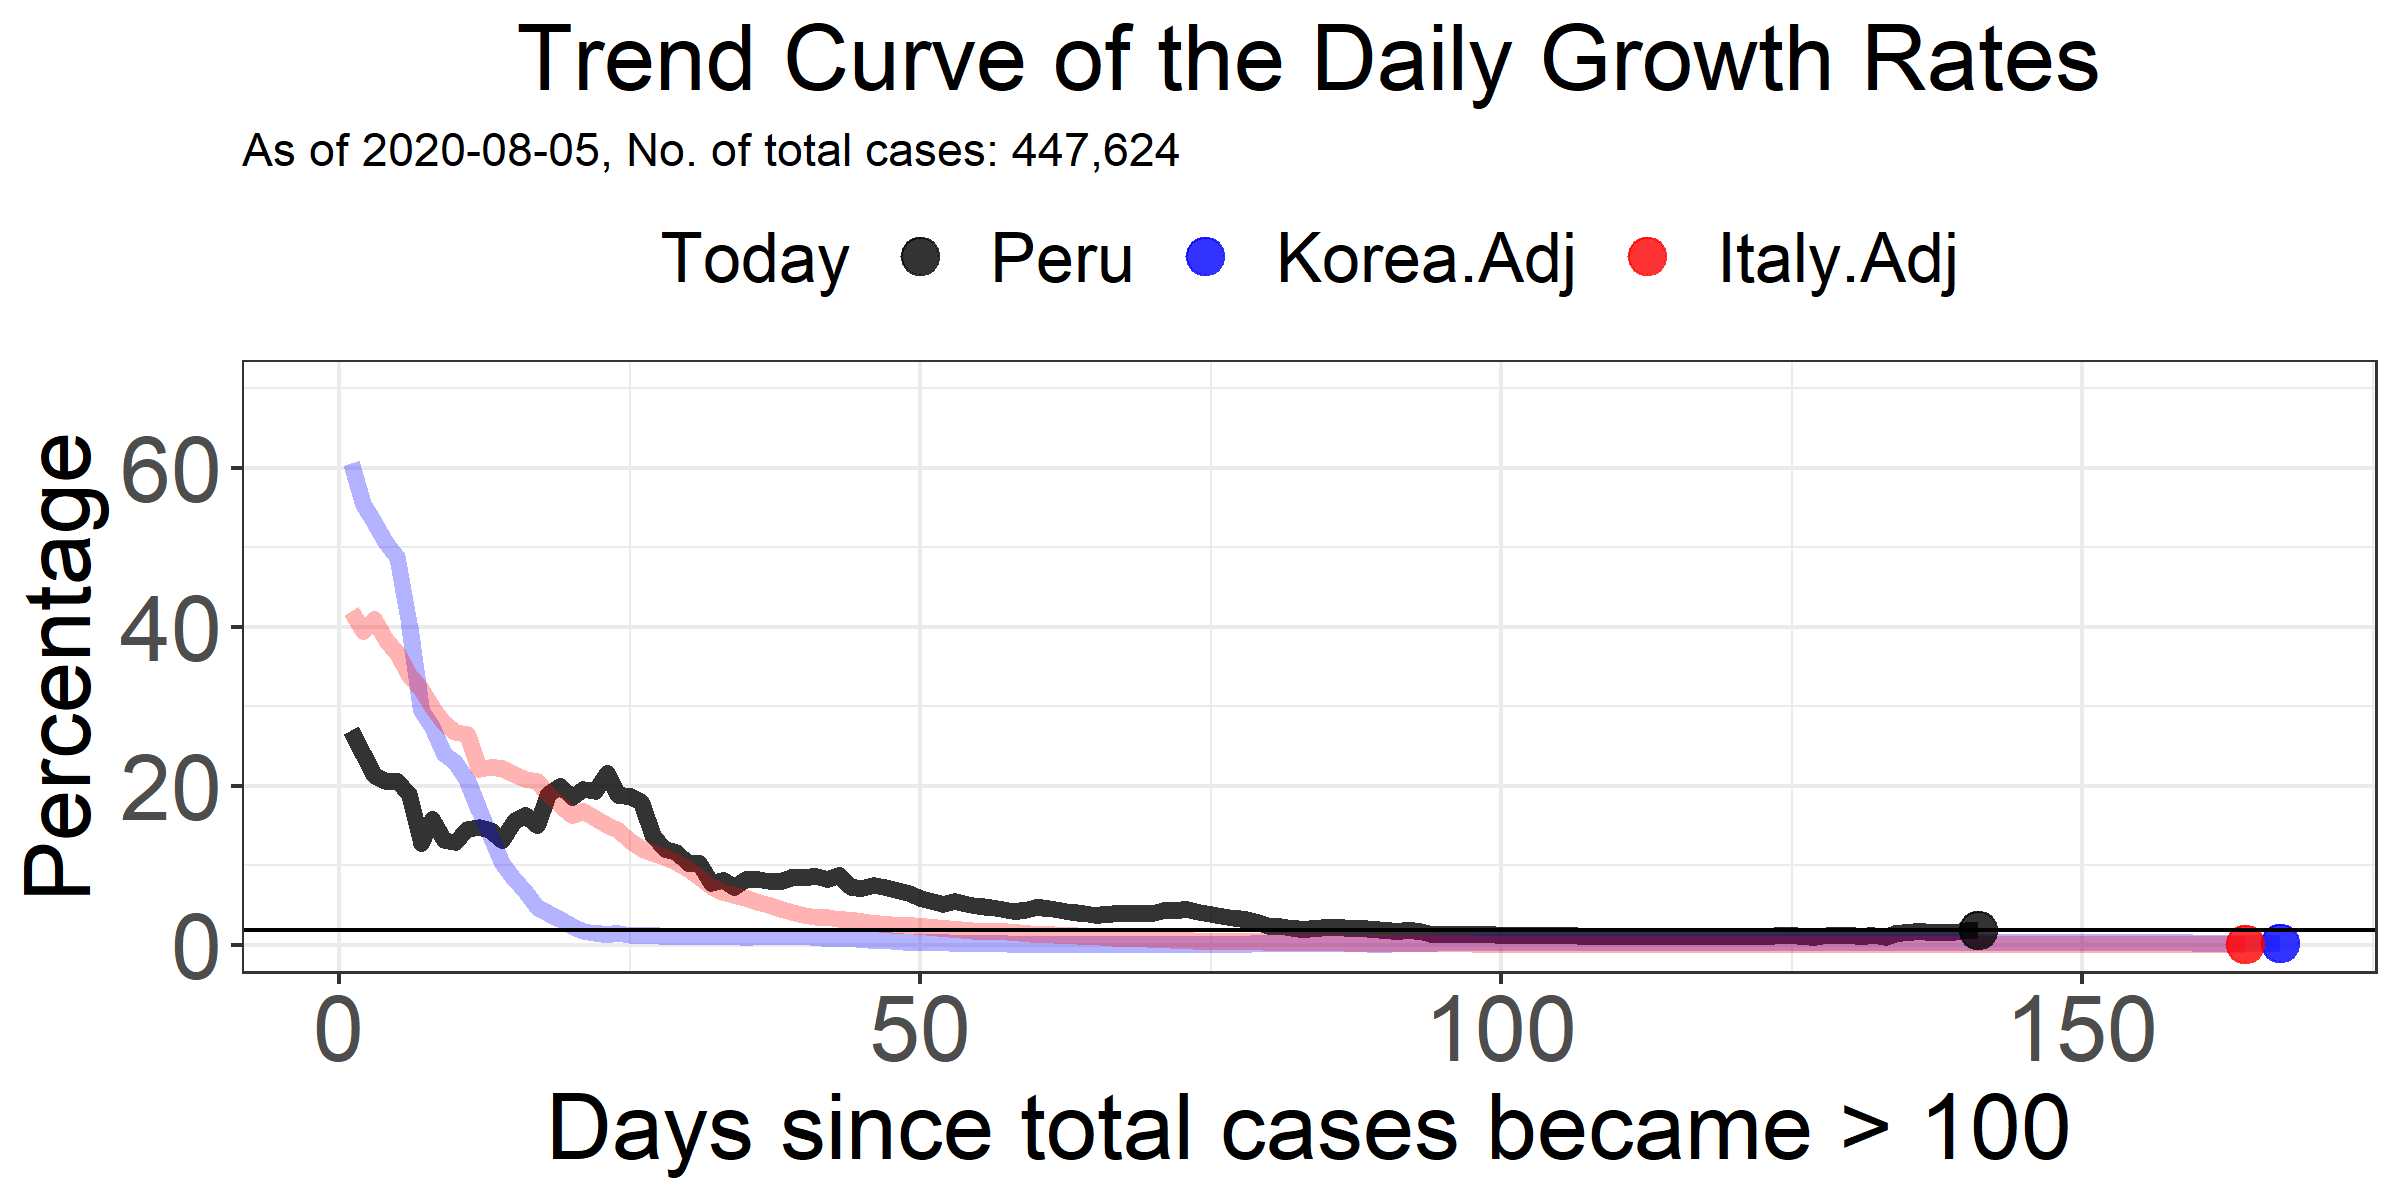 Trend Curve of the Daily Growth Rates
As of 2020-08-05, No. of total cases: 447,624
Today Peru Korea.Adj Italy.Adj
Percentage
60
40
20
0
0 50 100 150
Days since total cases became > 100